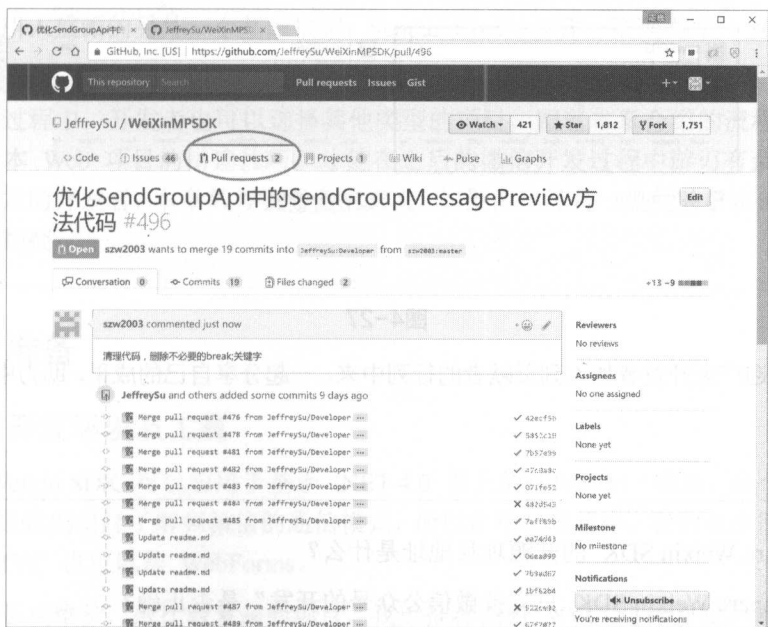 优化SendGroupApi中的
JeffreySu/WeiXinMPS
GitHub, Inc. [US] | https://github.com/JeffreySu/WeiXinMPSDK/pull/496
This repository Search Pull requests Issues Gist
JeffreySu / WeiXinMPSDK
Watch 421 Star 1,812 Fork 1,751
Code Issues 46 Pull requests 2 Projects 1 Wiki Pulse Graphs
优化SendGroupApi中的SendGroupMessagePreview方
法代码 #496
Edit
Open szw2003 wants to merge 19 commits into JeffreySu:Developer from szw2003:master
Conversation 0 Commits 19 Files changed 2 +13 −9
szw2003 commented just now
清理代码，删除不必要的break;关键字
JeffreySu and others added some commits 9 days ago
Merge pull request #476 from JeffreySu/Developer
Merge pull request #478 from JeffreySu/Developer
Merge pull request #481 from JeffreySu/Developer 7b57e99
Merge pull request #482 from JeffreySu/Developer
Merge pull request #483 from JeffreySu/Developer 071fe52
Merge pull request #484 from JeffreySu/Developer
Merge pull request #485 from JeffreySu/Developer 7aff89b
Update readme.md ea74d43
Update readme.md
Update readme.md
Update readme.md
Merge pull request #487 from JeffreySu/Developer
Merge pull request #489 from JeffreySu/Developer
Reviewers
No reviews
Assignees
No one assigned
Labels
None yet
Projects
None yet
Milestone
No milestone
Notifications
Unsubscribe
You're receiving notifications